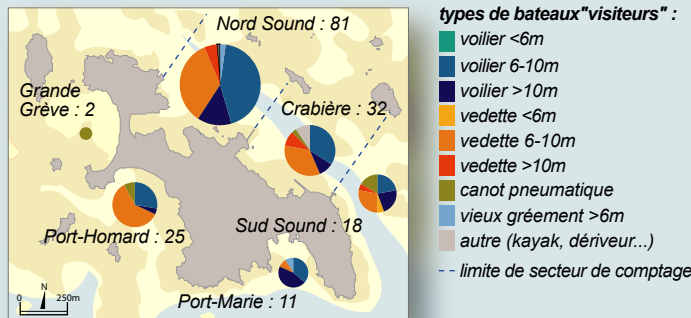 Nord Sound : 81
Grande
Grève : 2
Crabière : 32
Port-Homard : 25
Sud Sound : 18
Port-Marie : 11
N
0 250m
types de bateaux"visiteurs" :
voilier <6m
voilier 6-10m
voilier >10m
vedette <6m
vedette 6-10m
vedette >10m
canot pneumatique
vieux gréement >6m
autre (kayak, dériveur...)
limite de secteur de comptage